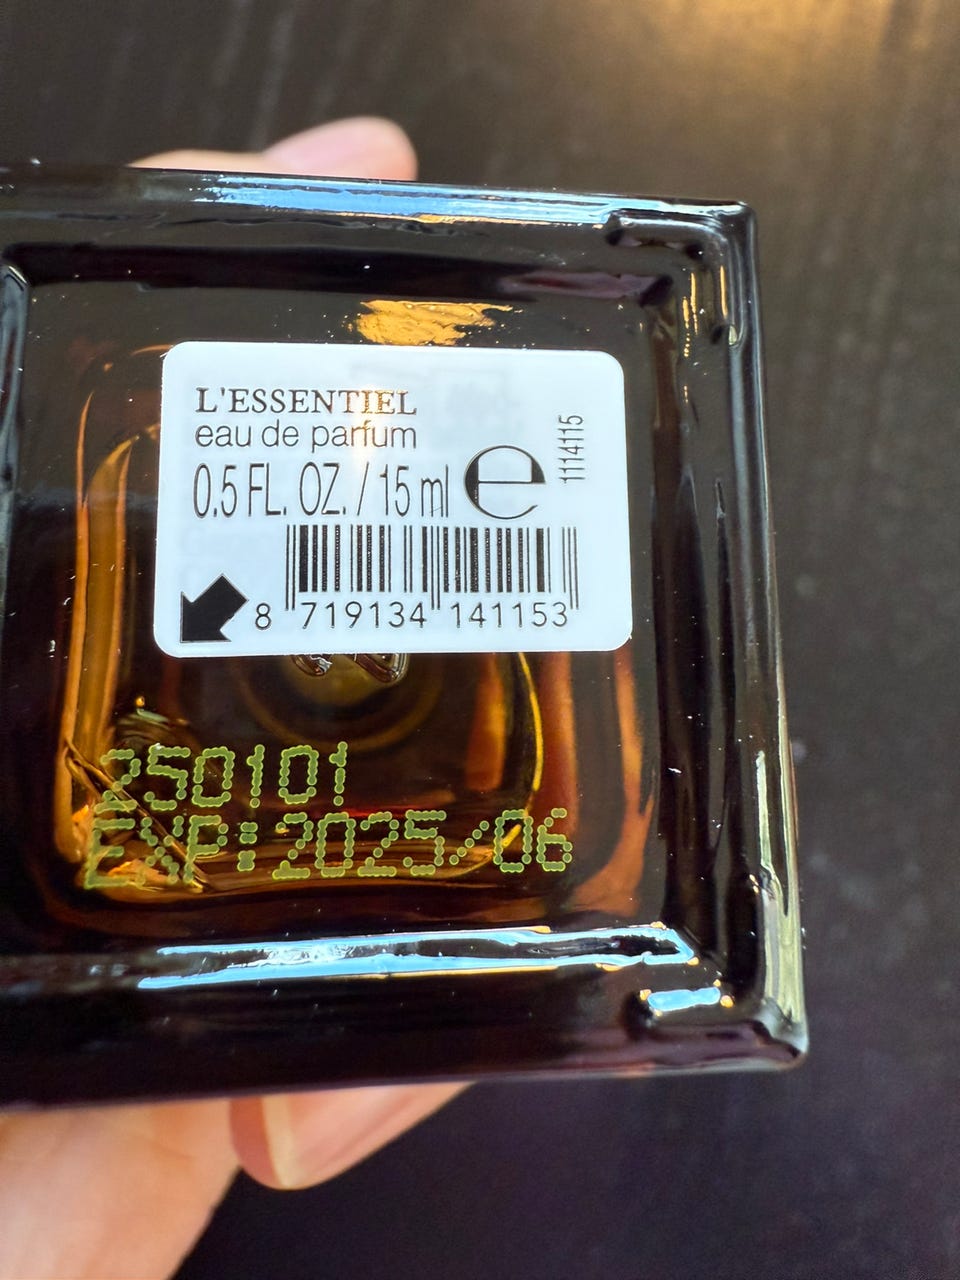 L'ESSENTIEL
eau de parfum
0.5 FL. OZ. / 15 ml e
1114115
8 719134 141153
250101
EXP:2025/06